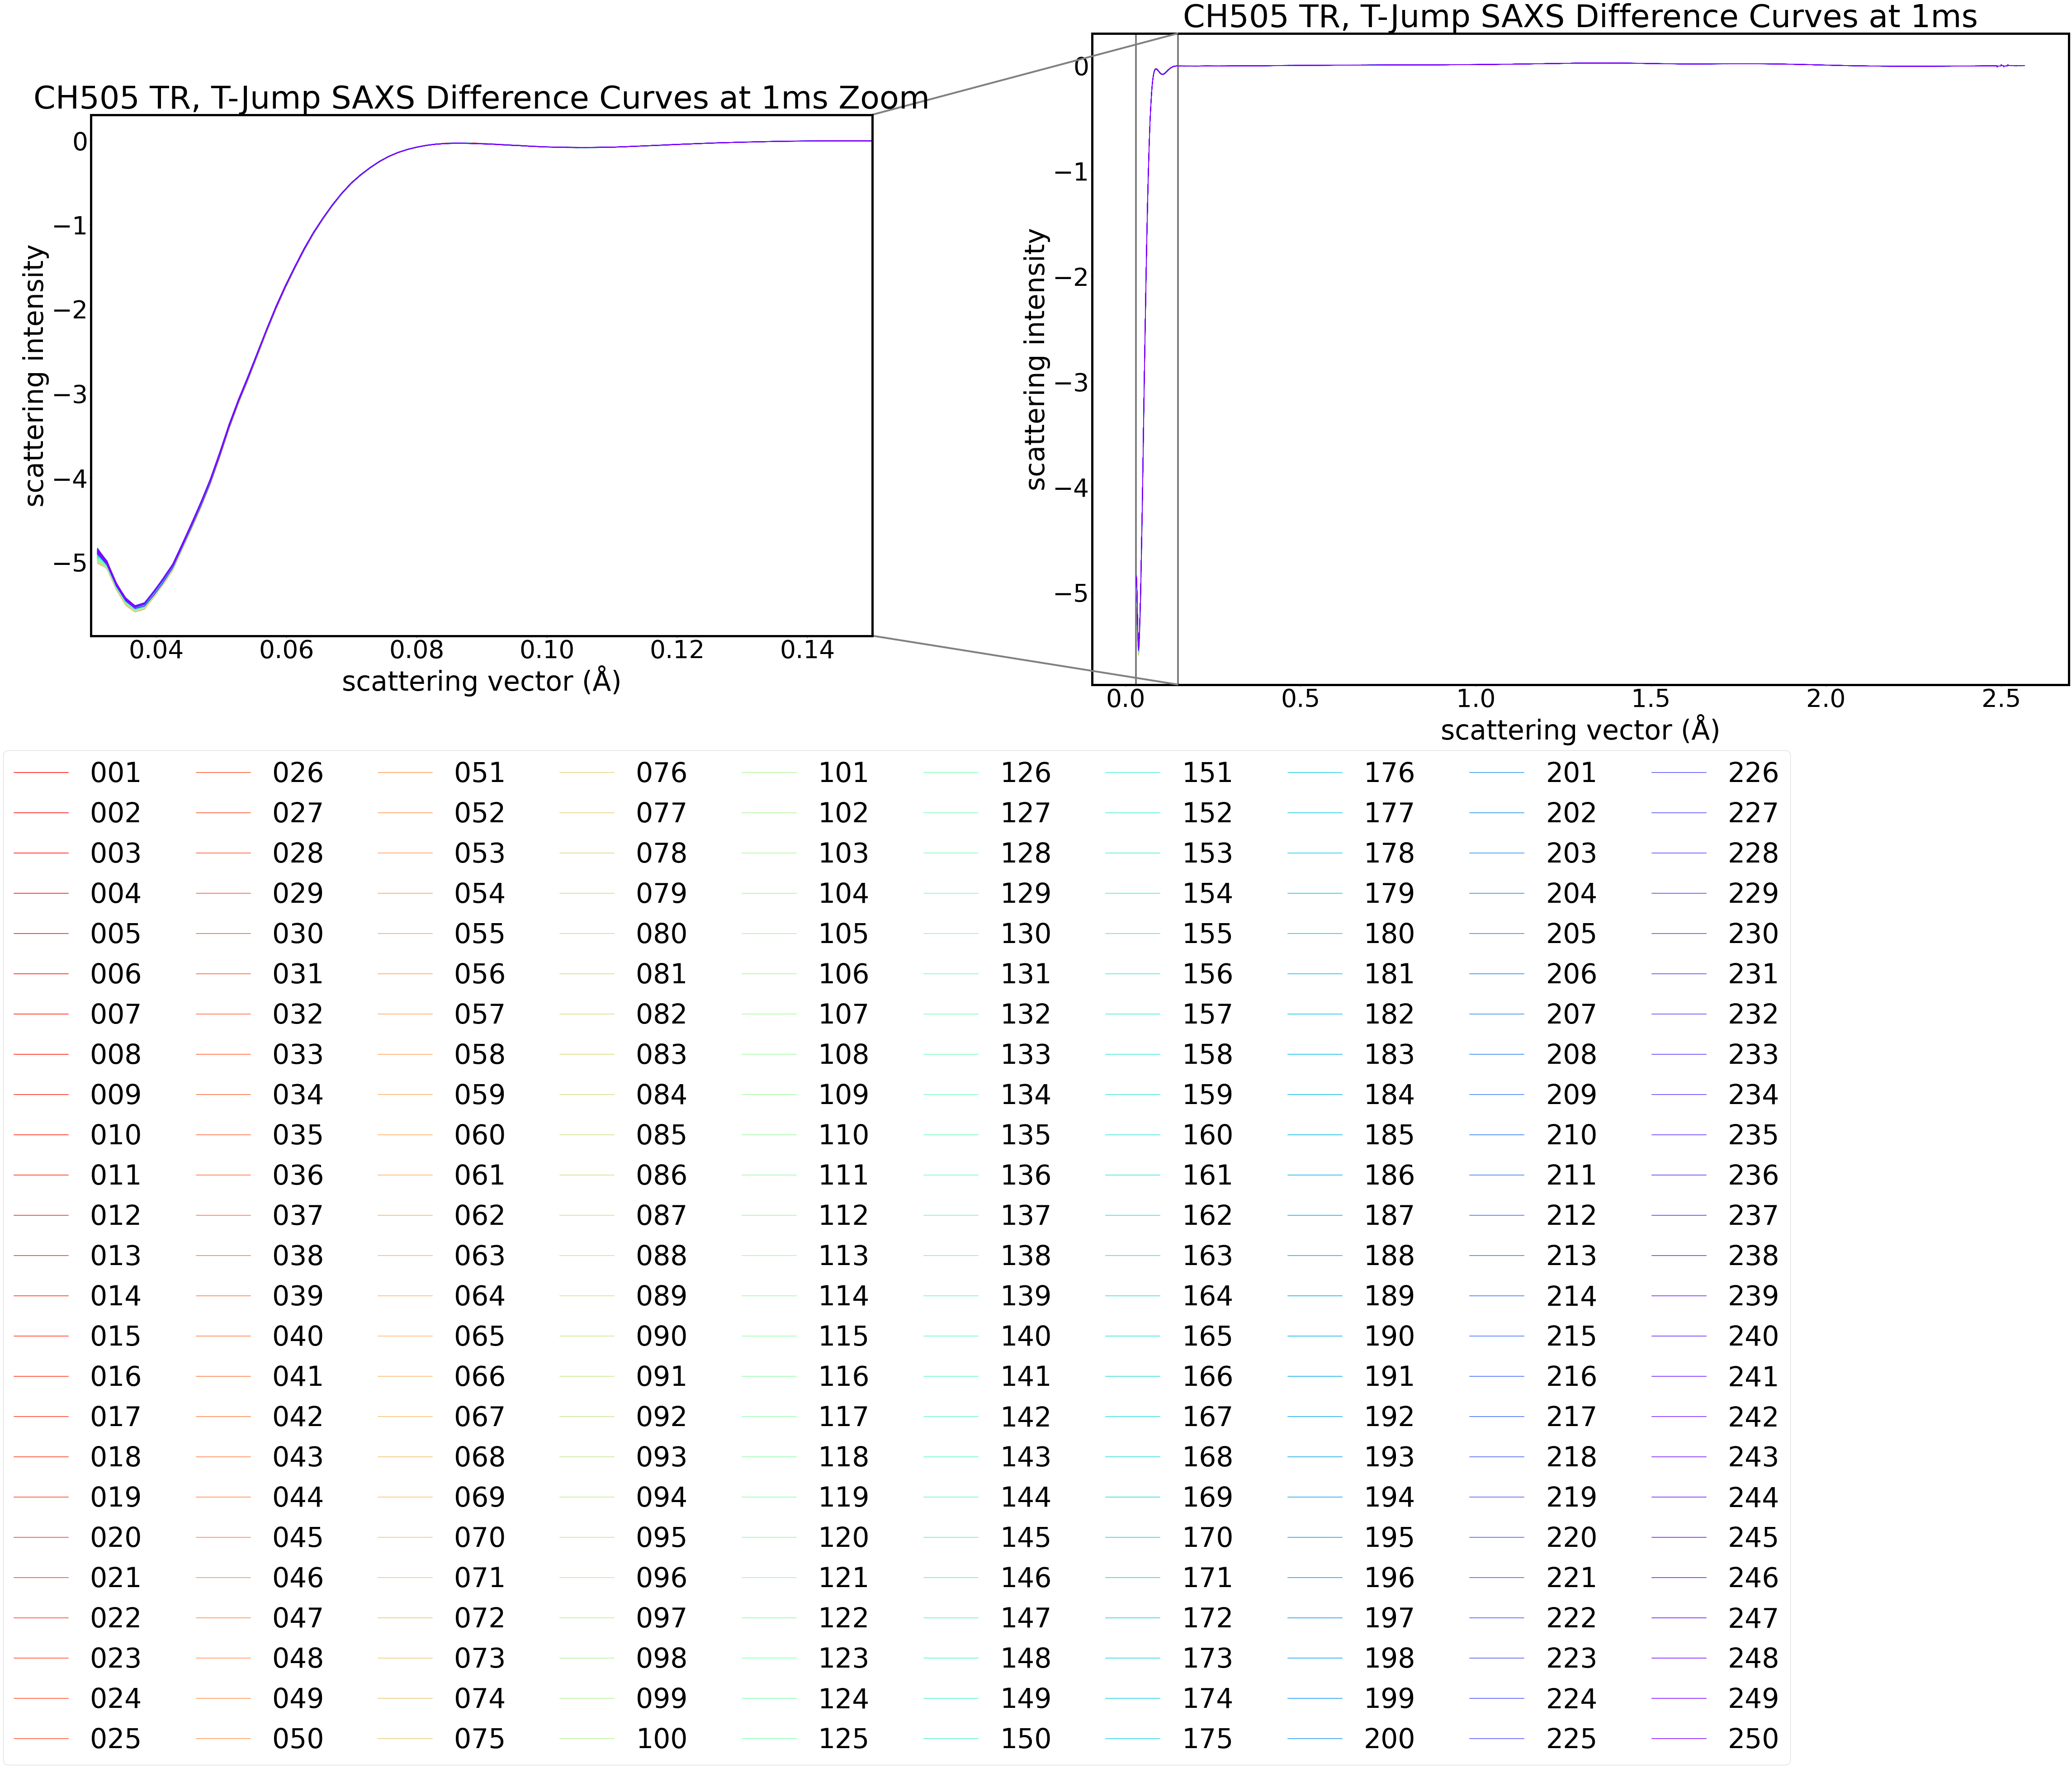 CH505 TR, T-Jump SAXS Difference Curves at 1ms
CH505 TR, T-Jump SAXS Difference Curves at 1ms Zoom
0
−1
−2
−3
−4
−5
scattering intensity
0.04 0.06 0.08 0.10 0.12 0.14
scattering vector (Å)
0
−1
−2
−3
−4
−5
scattering intensity
0.0 0.5 1.0 1.5 2.0 2.5
scattering vector (Å)
001 026 051 076 101 126 151 176 201 226
002 027 052 077 102 127 152 177 202 227
003 028 053 078 103 128 153 178 203 228
004 029 054 079 104 129 154 179 204 229
005 030 055 080 105 130 155 180 205 230
006 031 056 081 106 131 156 181 206 231
007 032 057 082 107 132 157 182 207 232
008 033 058 083 108 133 158 183 208 233
009 034 059 084 109 134 159 184 209 234
010 035 060 085 110 135 160 185 210 235
011 036 061 086 111 136 161 186 211 236
012 037 062 087 112 137 162 187 212 237
013 038 063 088 113 138 163 188 213 238
014 039 064 089 114 139 164 189 214 239
015 040 065 090 115 140 165 190 215 240
016 041 066 091 116 141 166 191 216 241
017 042 067 092 117 142 167 192 217 242
018 043 068 093 118 143 168 193 218 243
019 044 069 094 119 144 169 194 219 244
020 045 070 095 120 145 170 195 220 245
021 046 071 096 121 146 171 196 221 246
022 047 072 097 122 147 172 197 222 247
023 048 073 098 123 148 173 198 223 248
024 049 074 099 124 149 174 199 224 249
025 050 075 100 125 150 175 200 225 250